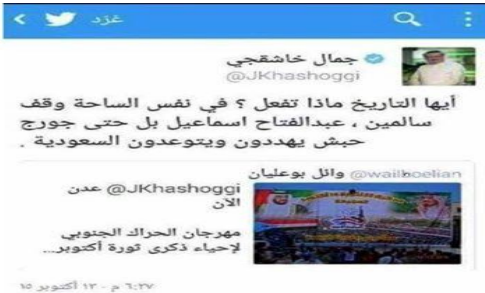 غرد
جمال خاشقجي
@JKhashoggi
أيها التاريخ ماذا تفعل ؟ في نفس الساحة وقف
سالمين ، عبدالفتاح اسماعيل بل حتى جورج
حبش يهددون ويتوعدون السعودية .
وائل بوعليان @wailboelian
@JKhashoggi عدن
الآن
مهرجان الحراك الجنوبي
لإحياء ذكرى ثورة أكتوبر...
٦:٢٧ م - ١٣ أكتوبر ١٥